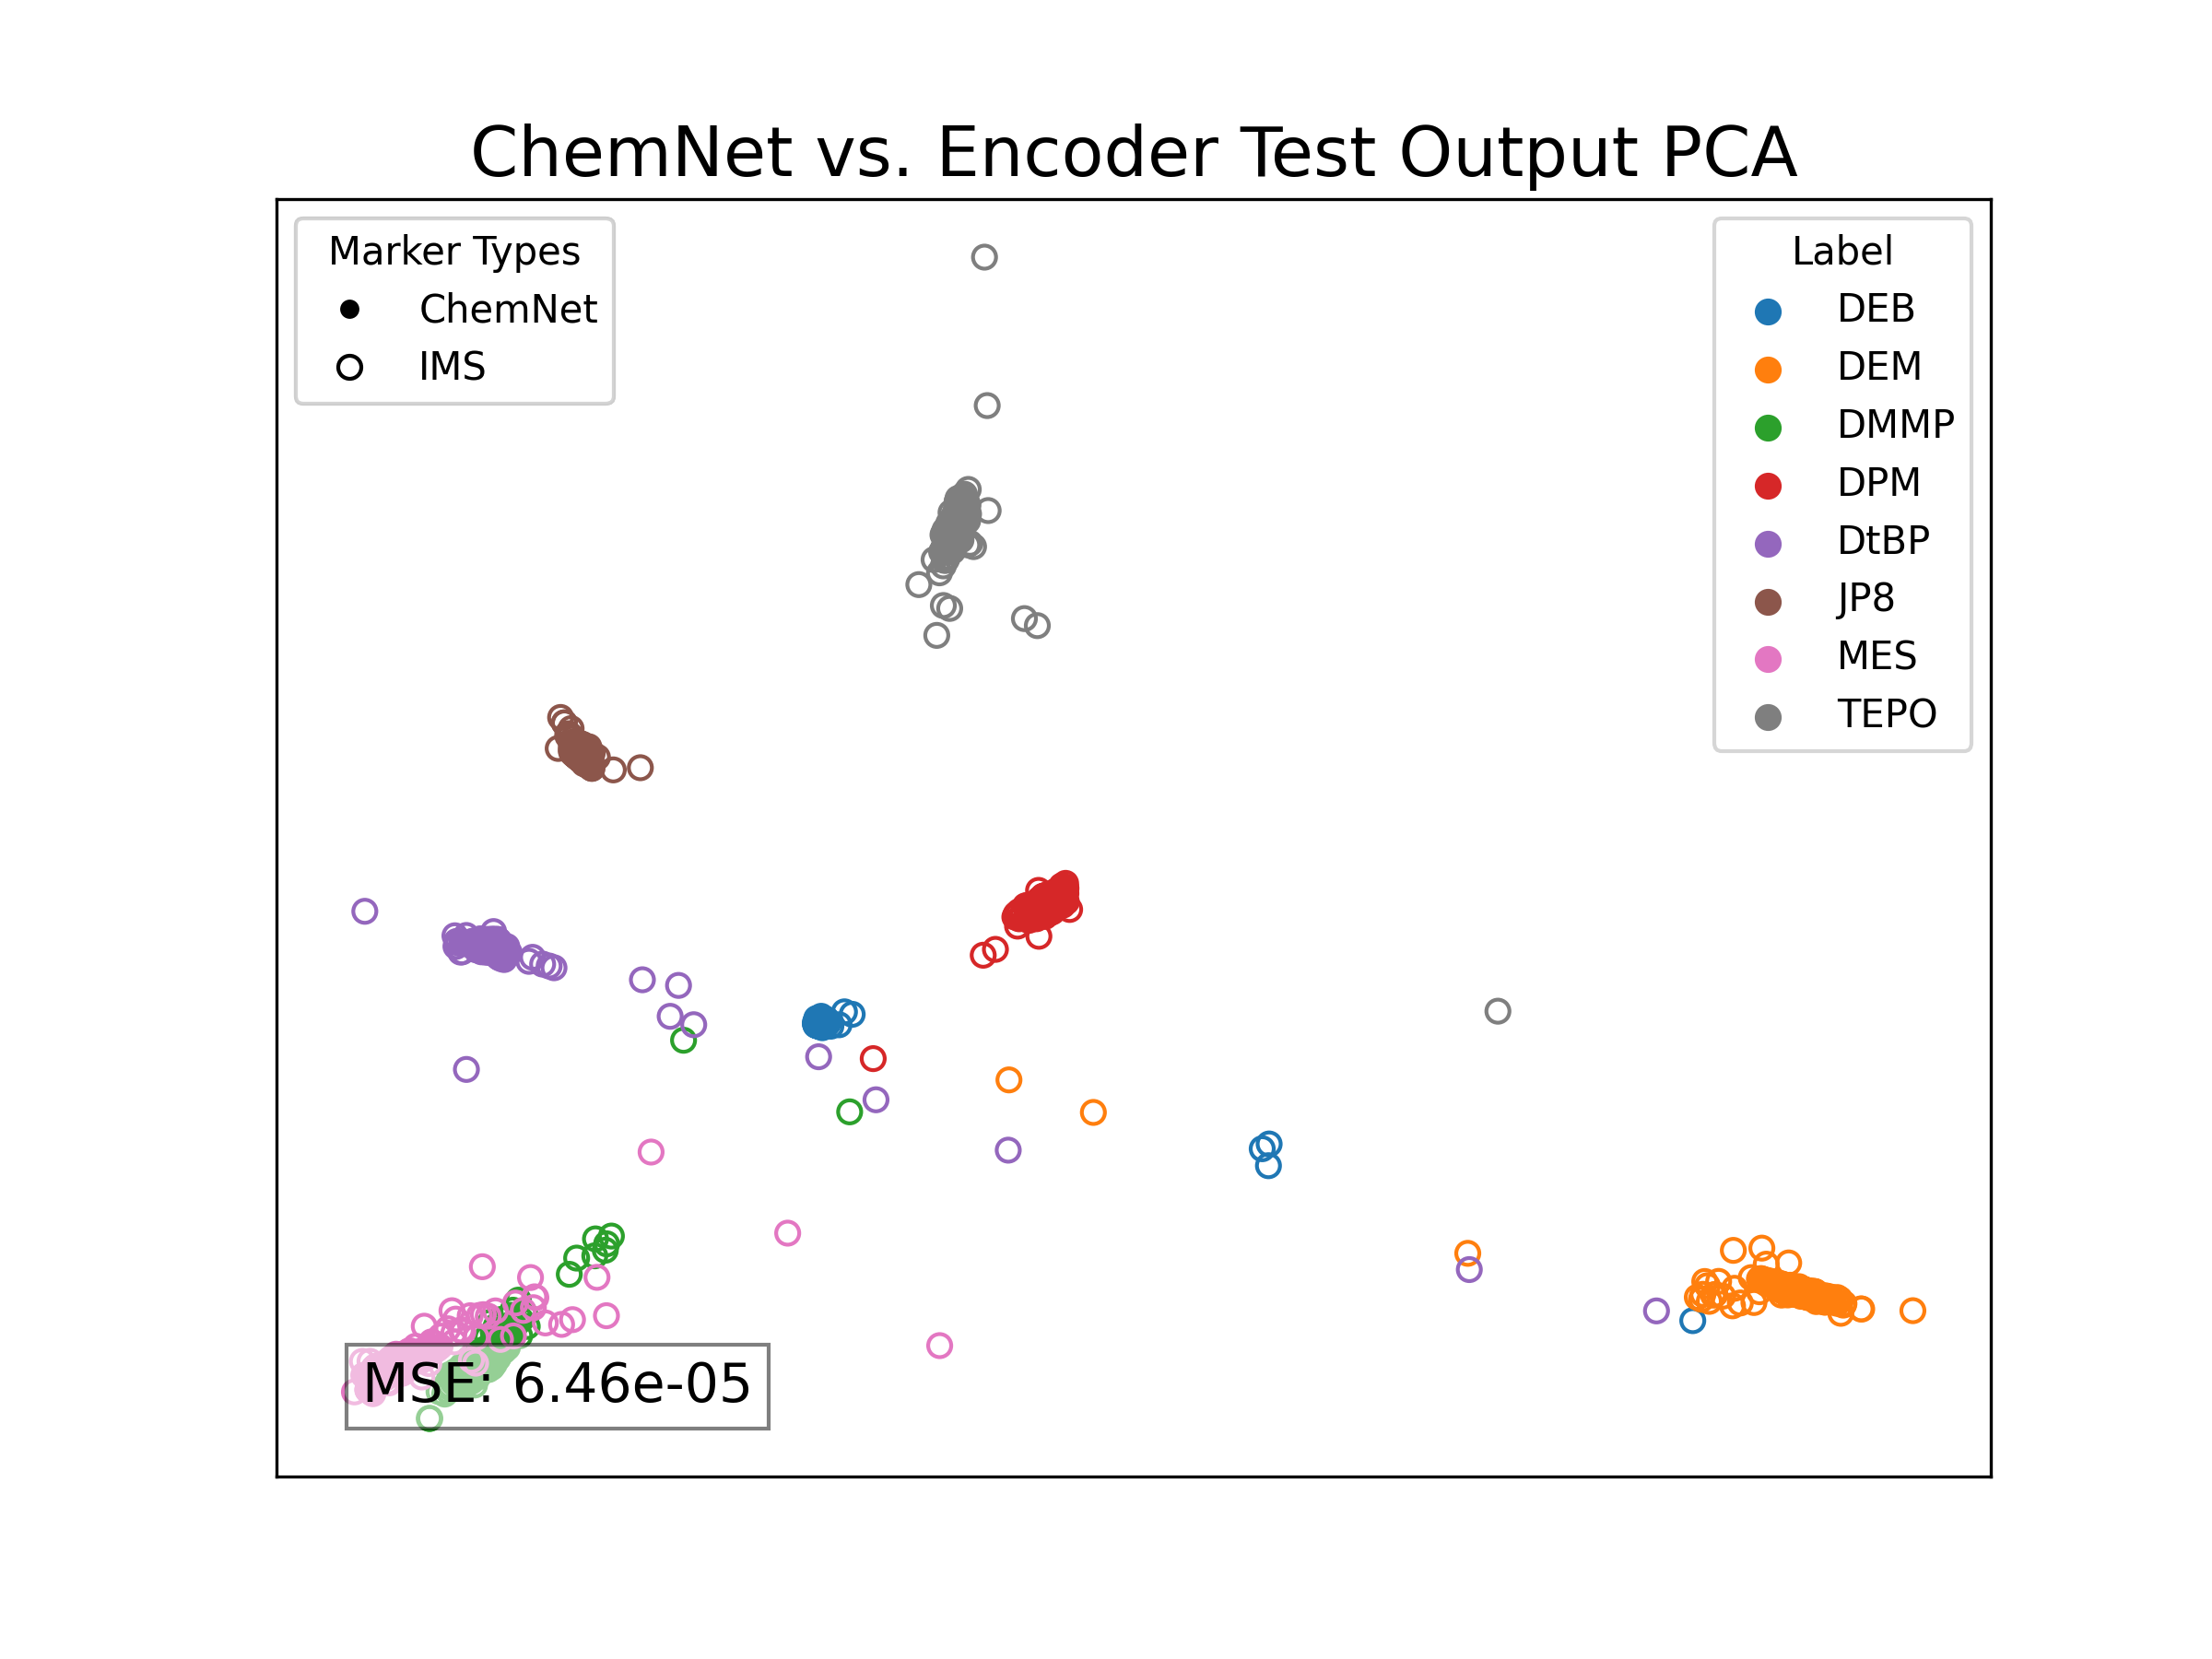 ChemNet vs. Encoder Test Output PCA
Marker Types
ChemNet
IMS
Label
DEB
DEM
DMMP
DPM
DtBP
JP8
MES
TEPO
MSE: 6.46e-05